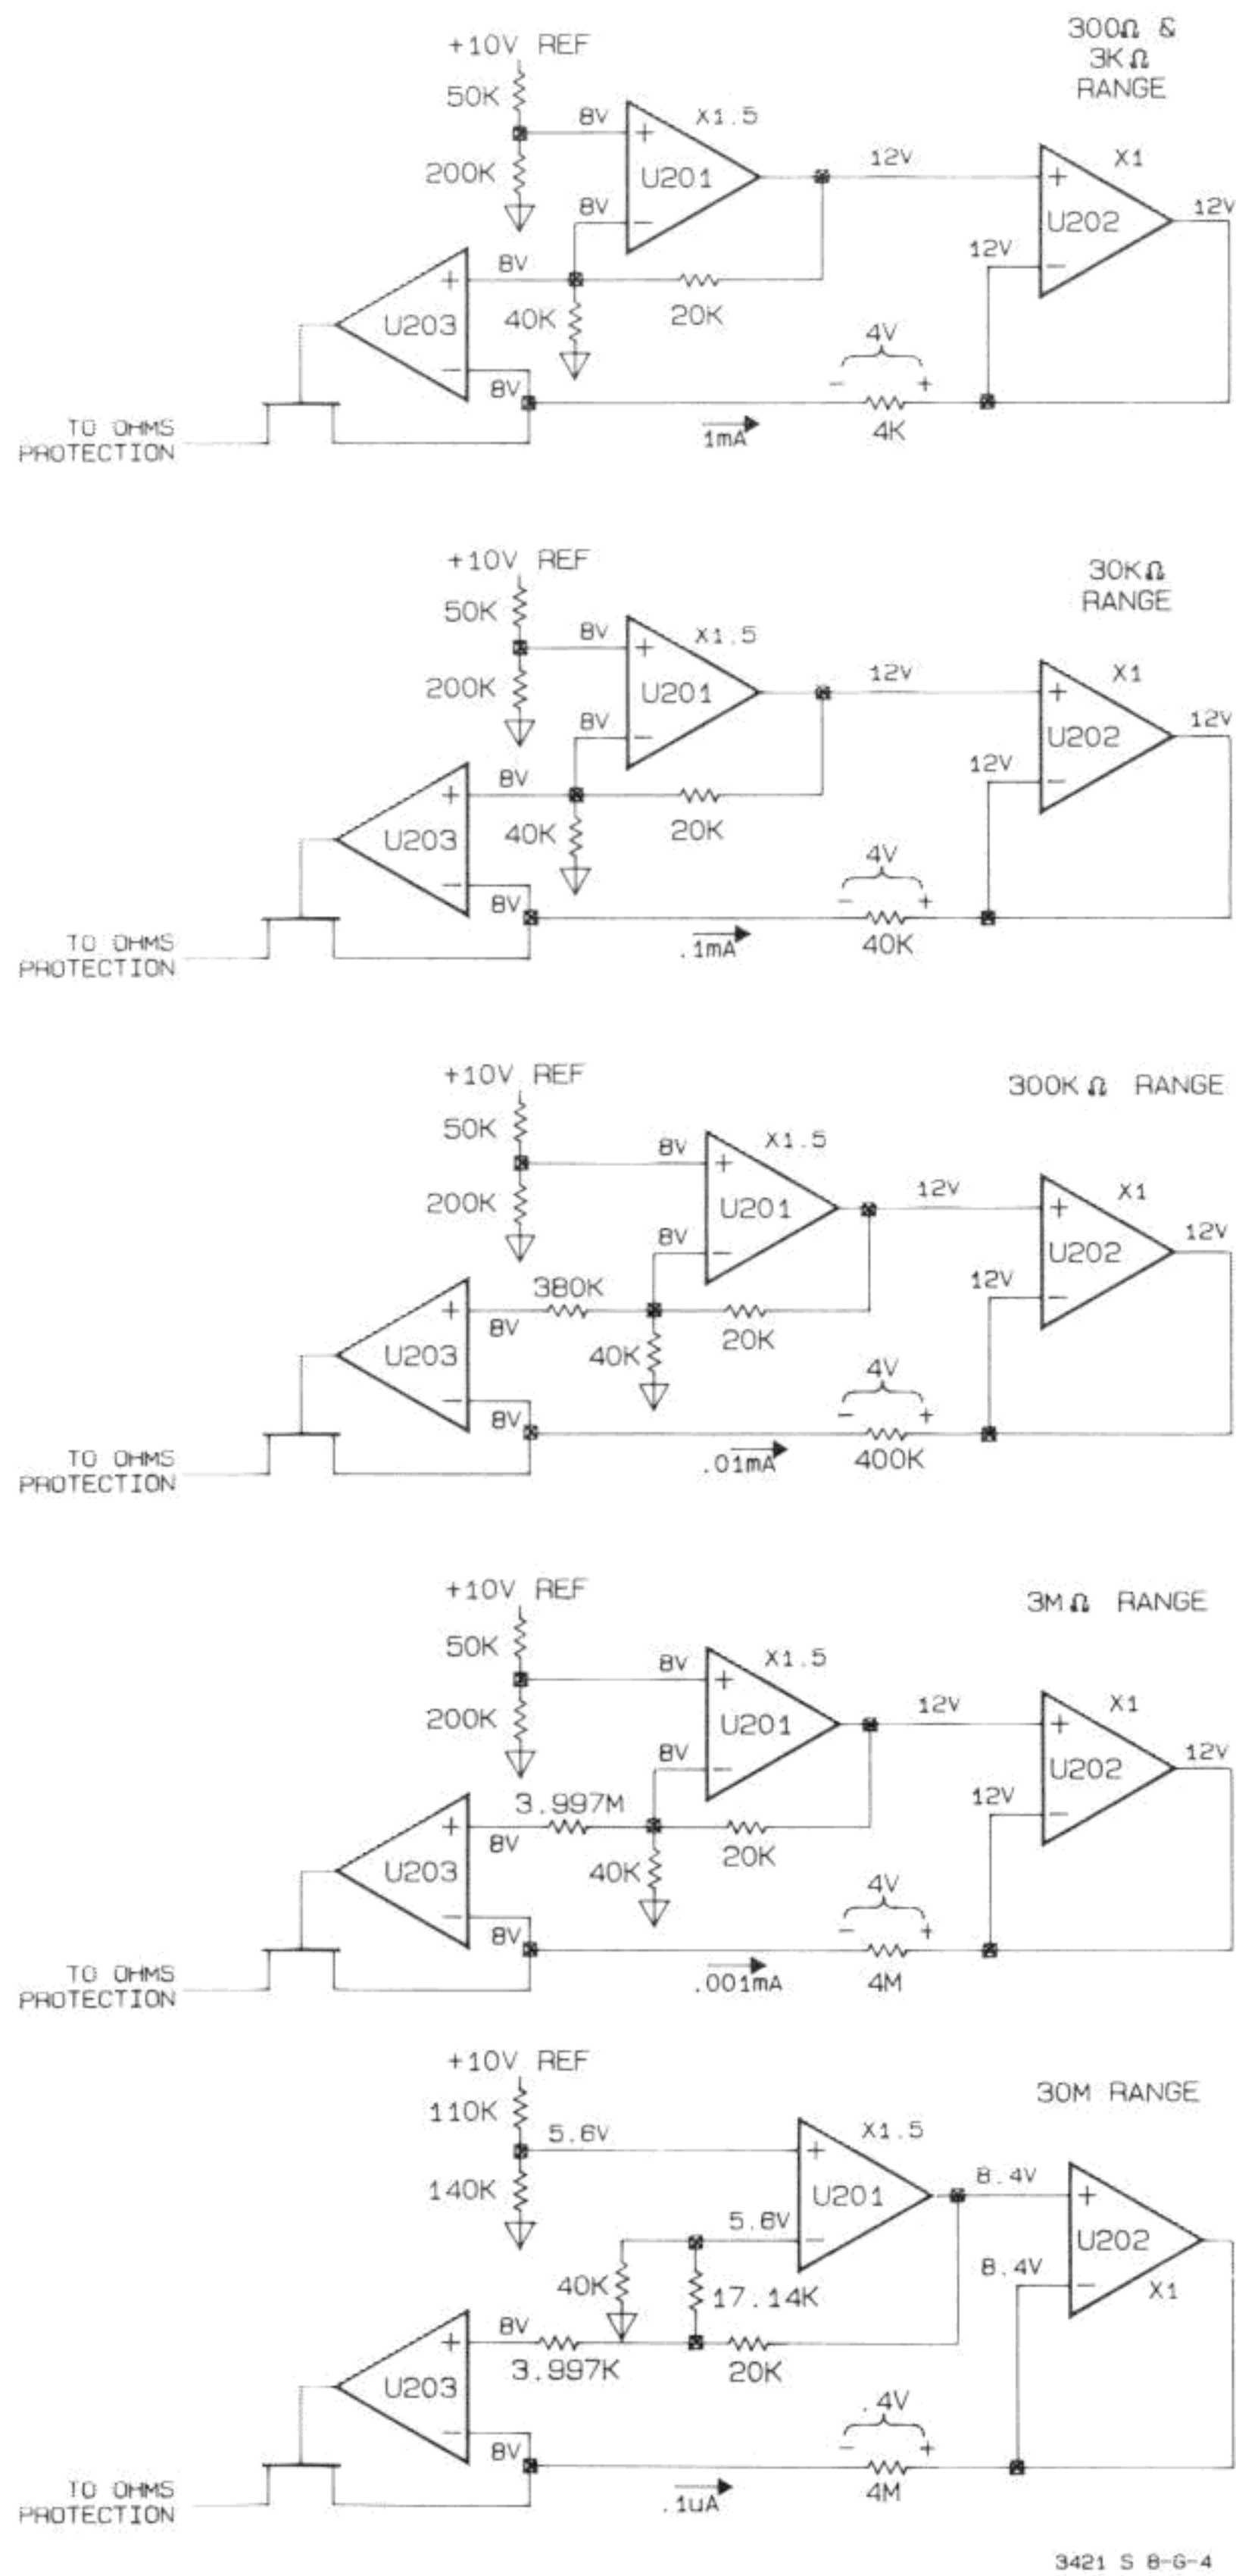 300Ω &
3KΩ
RANGE
+10V REF
50K
8V
X1.5
200K
U201
12V
X1
U202
12V
8V
12V
8V
U203
40K
20K
4V
- +
8V
4K
1mA
TO OHMS
PROTECTION
+10V REF
30KΩ
RANGE
50K
8V
X1.5
200K
U201
12V
X1
U202
12V
8V
12V
8V
U203
40K
20K
4V
- +
8V
40K
.1mA
TO OHMS
PROTECTION
+10V REF
300KΩ RANGE
50K
8V
X1.5
200K
U201
12V
X1
U202
12V
8V
380K
12V
8V
U203
40K
20K
4V
- +
8V
400K
.01mA
TO OHMS
PROTECTION
+10V REF
3MΩ RANGE
50K
8V
X1.5
200K
U201
12V
X1
U202
12V
8V
3.997M
12V
8V
U203
40K
20K
4V
- +
8V
4M
.001mA
TO OHMS
PROTECTION
+10V REF
30M RANGE
110K
5.6V
X1.5
140K
U201
8.4V
U202
5.6V
8.4V
X1
40K
17.14K
8V
3.997K
20K
U203
.4V
- +
8V
4M
.1uA
TO OHMS
PROTECTION
3421 S 8-G-4